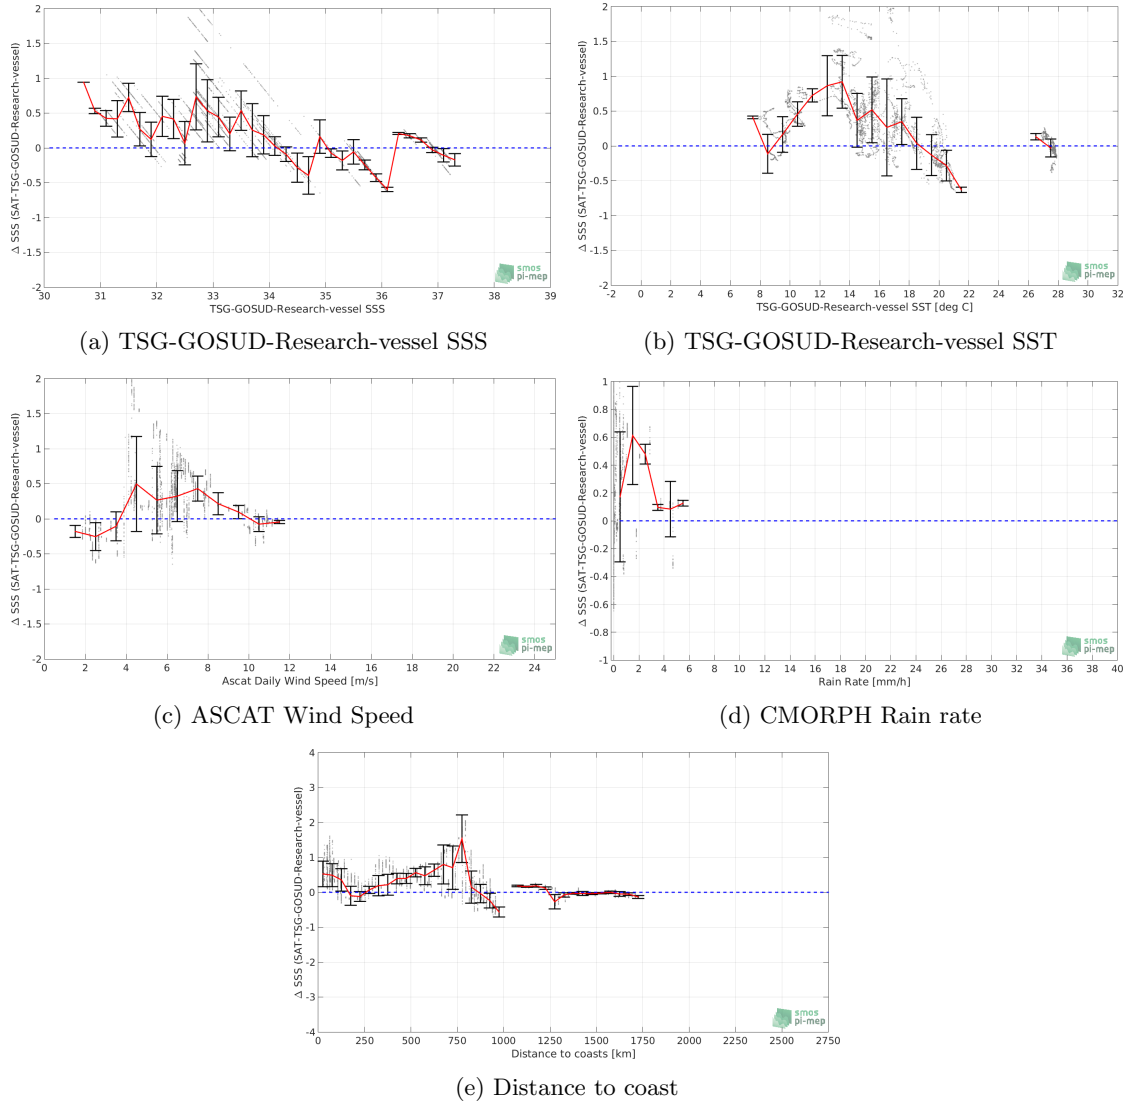 Δ SSS (SAT-TSG-GOSUD-Research-vessel)
2
1.5
1
0.5
0
-0.5
-1
-1.5
-2
30 31 32 33 34 35 36 37 38 39
TSG-GOSUD-Research-vessel SSS
smos
pi-mep
(a) TSG-GOSUD-Research-vessel SSS
Δ SSS (SAT-TSG-GOSUD-Research-vessel)
2
1.5
1
0.5
0
-0.5
-1
-1.5
-2
-2 0 2 4 6 8 10 12 14 16 18 20 22 24 26 28 30 32
TSG-GOSUD-Research-vessel SST [deg C]
smos
pi-mep
(b) TSG-GOSUD-Research-vessel SST
Δ SSS (SAT-TSG-GOSUD-Research-vessel)
2
1.5
1
0.5
0
-0.5
-1
-1.5
-2
2 4 6 8 10 12 14 16 18 20 22 24
Ascat Daily Wind Speed [m/s]
smos
pi-mep
(c) ASCAT Wind Speed
Δ SSS (SAT-TSG-GOSUD-Research-vessel)
1
0.8
0.6
0.4
0.2
0
-0.2
-0.4
-0.6
-0.8
-1
0 2 4 6 8 10 12 14 16 18 20 22 24 26 28 30 32 34 36 38 40
Rain Rate [mm/h]
smos
pi-mep
(d) CMORPH Rain rate
Δ SSS (SAT-TSG-GOSUD-Research-vessel)
4
3
2
1
0
-1
-2
-3
-4
0 250 500 750 1000 1250 1500 1750 2000 2250 2500 2750
Distance to coasts [km]
smos
pi-mep
(e) Distance to coast